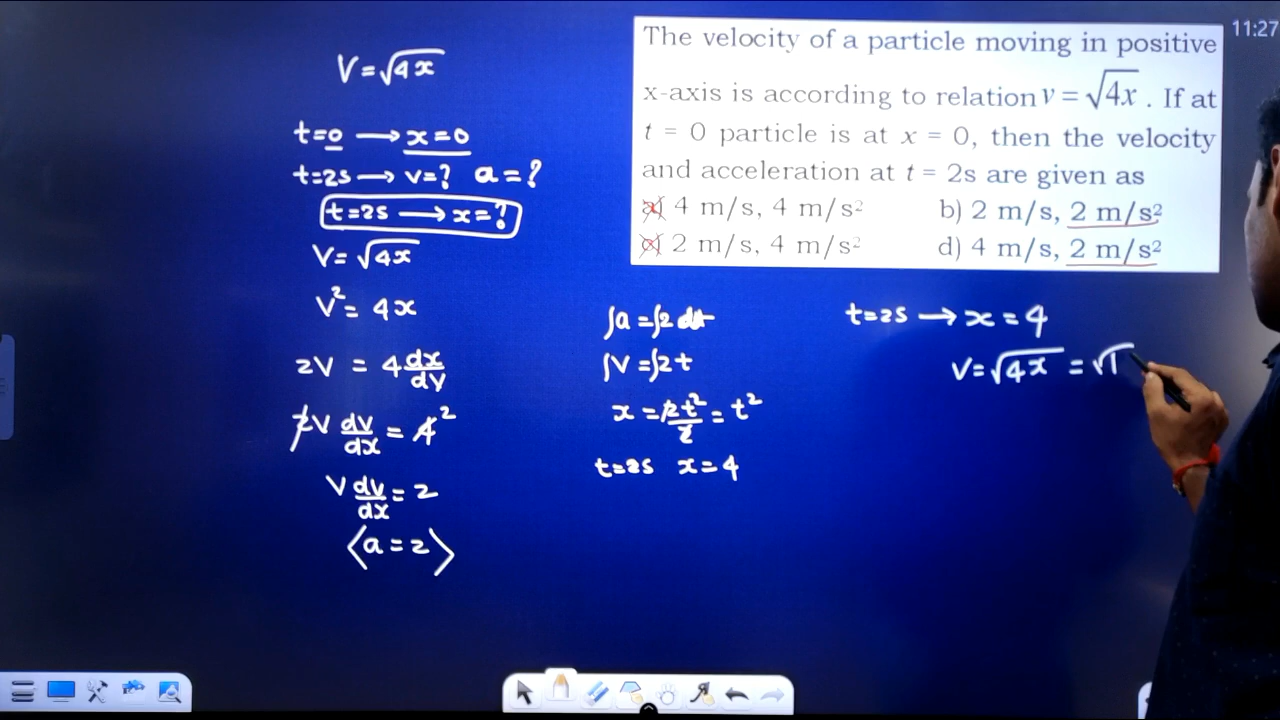 V = √4x
t=0 → x=0
t=2s → v=? a=?
t=2s → x=?
V = √4x
V² = 4x
2V = 4 dx/dv
2V dv/dx = 4 2
V dv/dx = 2
⟨a = 2⟩
∫a = ∫2 dt
∫V = ∫2t
x = 2t²/2 = t²
t=2s x=4
The velocity of a particle moving in positive
x-axis is according to relation v = √4x . If at
t = 0 particle is at x = 0, then the velocity
and acceleration at t = 2s are given as
a) 4 m/s, 4 m/s² b) 2 m/s, 2 m/s²
c) 2 m/s, 4 m/s² d) 4 m/s, 2 m/s²
t=2s → x = 4
V = √4x = √1
11:27